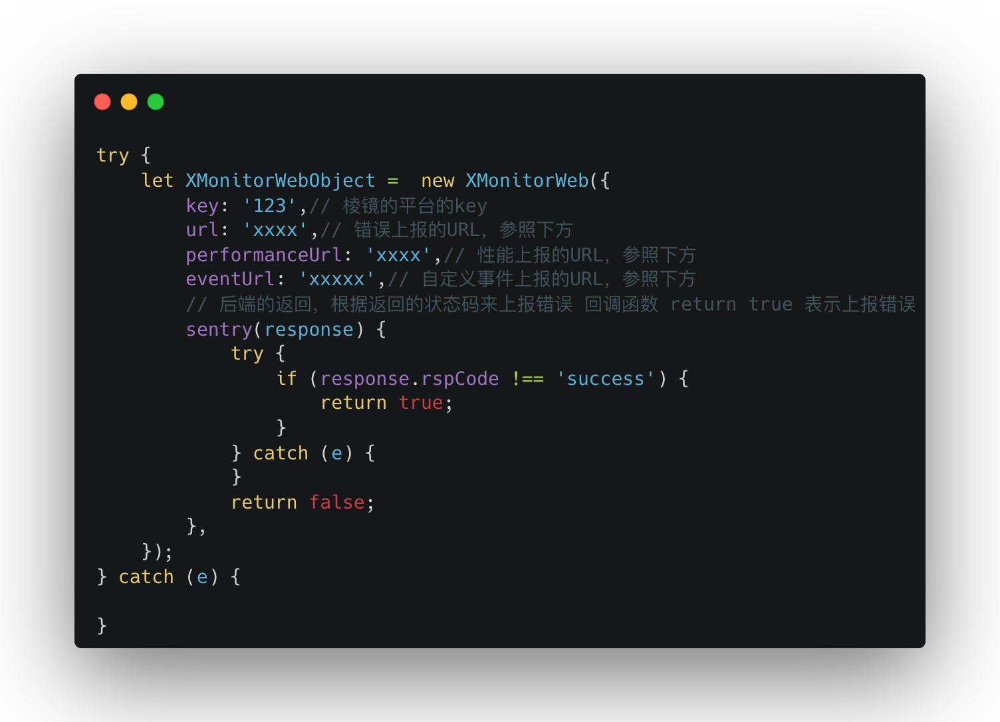 try {
    let XMonitorWebObject =  new XMonitorWeb({
        key: '123',// 棱镜的平台的key
        url: 'xxxx',// 错误上报的URL，参照下方
        performanceUrl: 'xxxx',// 性能上报的URL，参照下方
        eventUrl: 'xxxxx',// 自定义事件上报的URL，参照下方
        // 后端的返回，根据返回的状态码来上报错误 回调函数 return true 表示上报错误
        sentry(response) {
            try {
                if (response.rspCode !== 'success') {
                    return true;
                }
            } catch (e) {
            }
            return false;
        },
    });
} catch (e) {

}